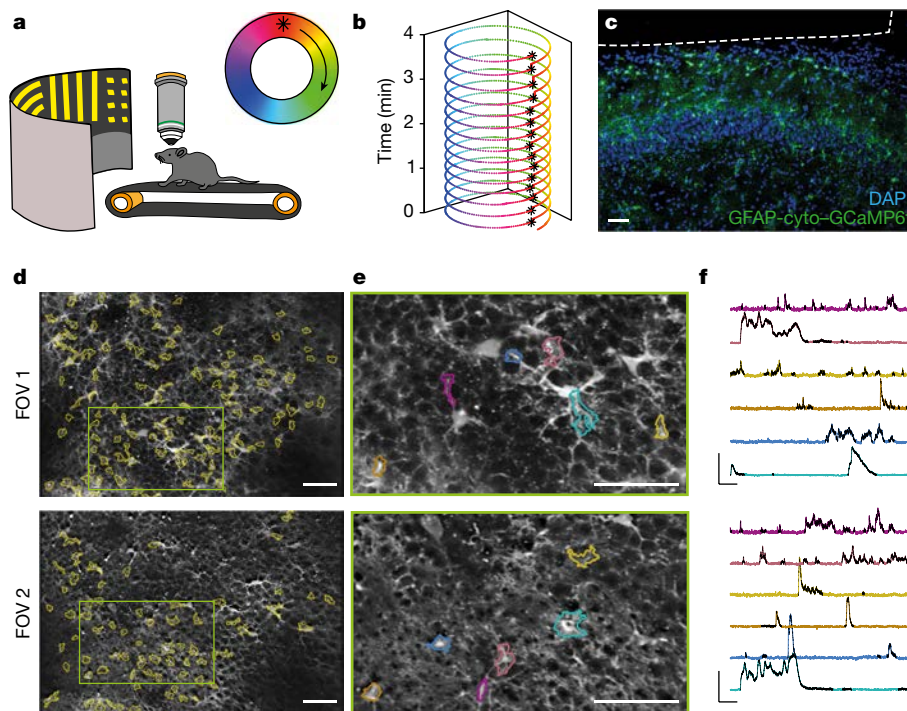 a
b
c
4
3
2
1
0
Time (min)
DAP
GFAP-cyto–GCaMP6
d
e
f
FOV 1
FOV 2